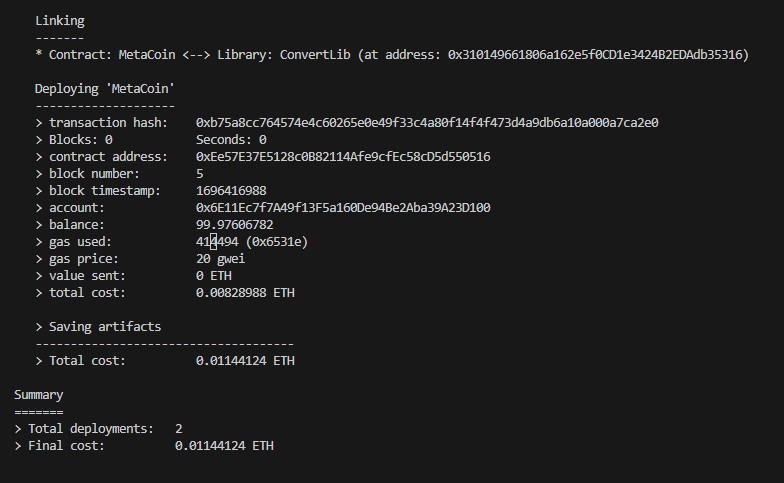 Linking
-------
* Contract: MetaCoin <--> Library: ConvertLib (at address: 0x310149661806a162e5f0CD1e3424B2EDAdb35316)
Deploying 'MetaCoin'
--------------------
> transaction hash:    0xb75a8cc764574e4c60265e0e49f33c4a80f14f4f473d4a9db6a10a000a7ca2e0
> Blocks: 0            Seconds: 0
> contract address:    0xEe57E37E5128c0B82114Afe9cfEc58cD5d550516
> block number:        5
> block timestamp:     1696416988
> account:             0x6E11Ec7f7A49f13F5a160De94Be2Aba39A23D100
> balance:             99.97606782
> gas used:            414494 (0x6531e)
> gas price:           20 gwei
> value sent:          0 ETH
> total cost:          0.00828988 ETH
> Saving artifacts
-------------------------------------
> Total cost:          0.01144124 ETH
Summary
=======
> Total deployments:   2
> Final cost:          0.01144124 ETH